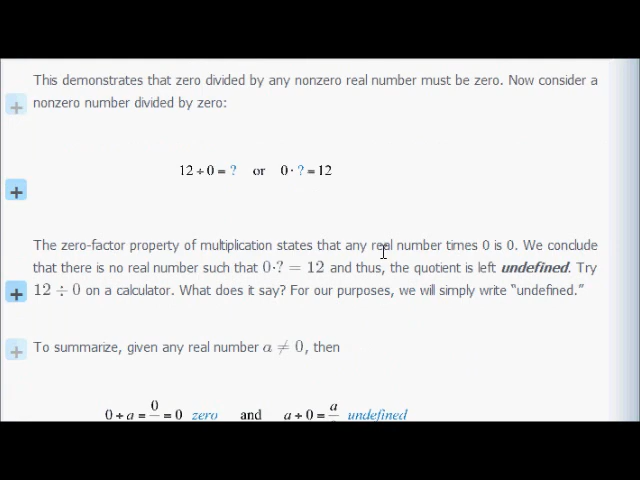 This demonstrates that zero divided by any nonzero real number must be zero. Now consider a
nonzero number divided by zero:
12 ÷ 0 = ? or 0 · ? = 12
The zero-factor property of multiplication states that any real number times 0 is 0. We conclude
that there is no real number such that 0·? = 12 and thus, the quotient is left undefined. Try
12 ÷ 0 on a calculator. What does it say? For our purposes, we will simply write “undefined.”
To summarize, given any real number a ≠ 0, then
0 ÷ a = 0/a = 0 zero and a ÷ 0 = a undefined